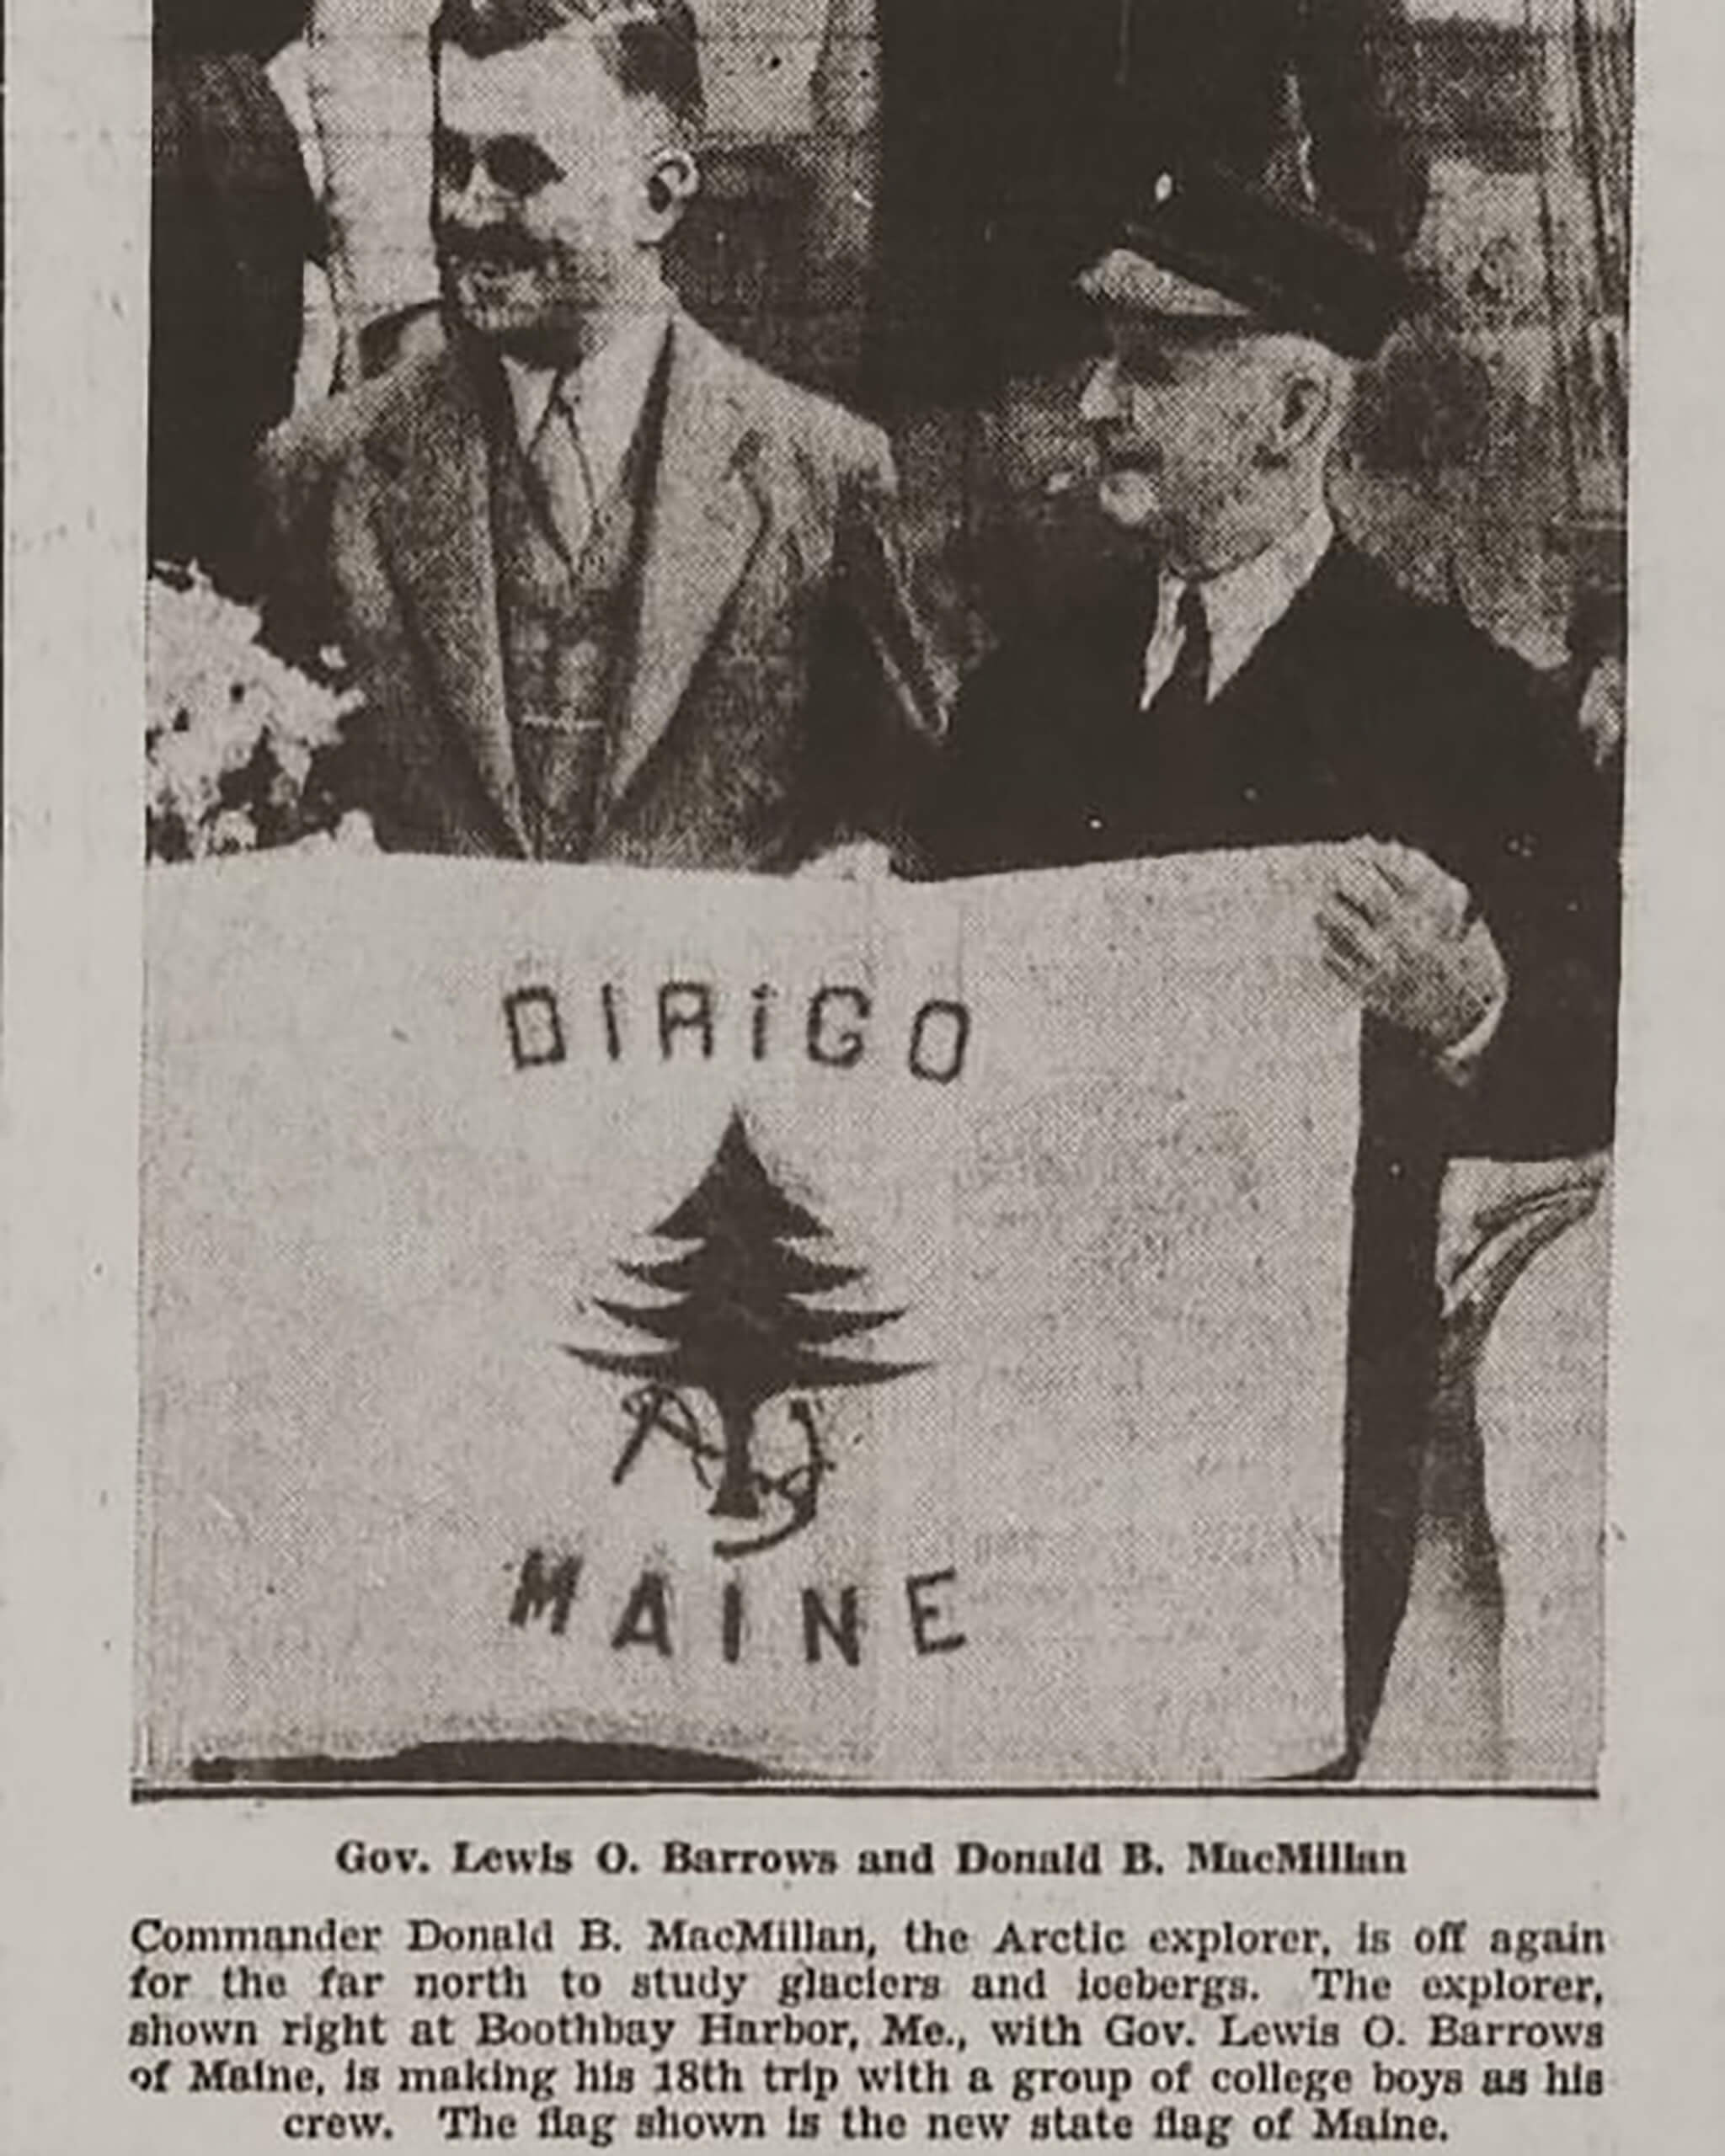 DIRIGO
MAINE
Gov. Lewis O. Barrows and Donald B. MacMillan
Commander Donald B. MacMillan, the Arctic explorer, is off again
for the far north to study glaciers and icebergs. The explorer,
shown right at Boothbay Harbor, Me., with Gov. Lewis O. Barrows
of Maine, is making his 18th trip with a group of college boys as his
crew. The flag shown is the new state flag of Maine.